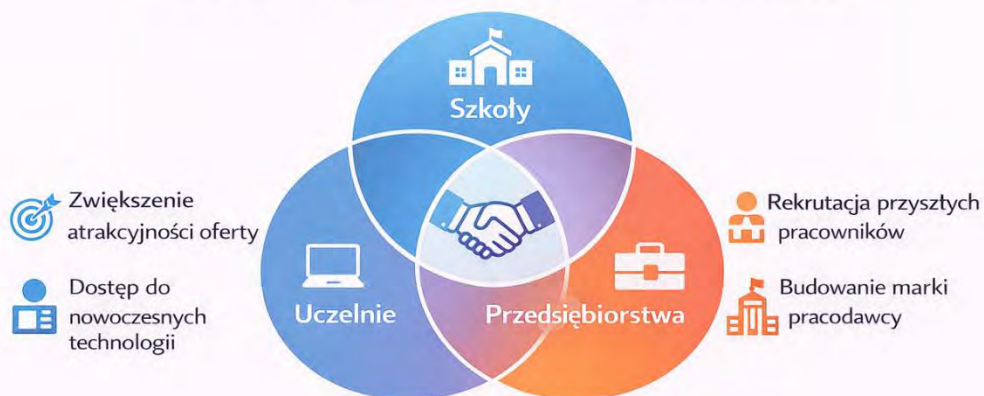 Szkoły
Zwiększenie
atrakcyjności oferty
Dostęp do
nowoczesnych
technologii
Uczelnie
Przedsiębiorstwa
Rekrutacja przyszłych
pracowników
Budowanie marki
pracodawcy